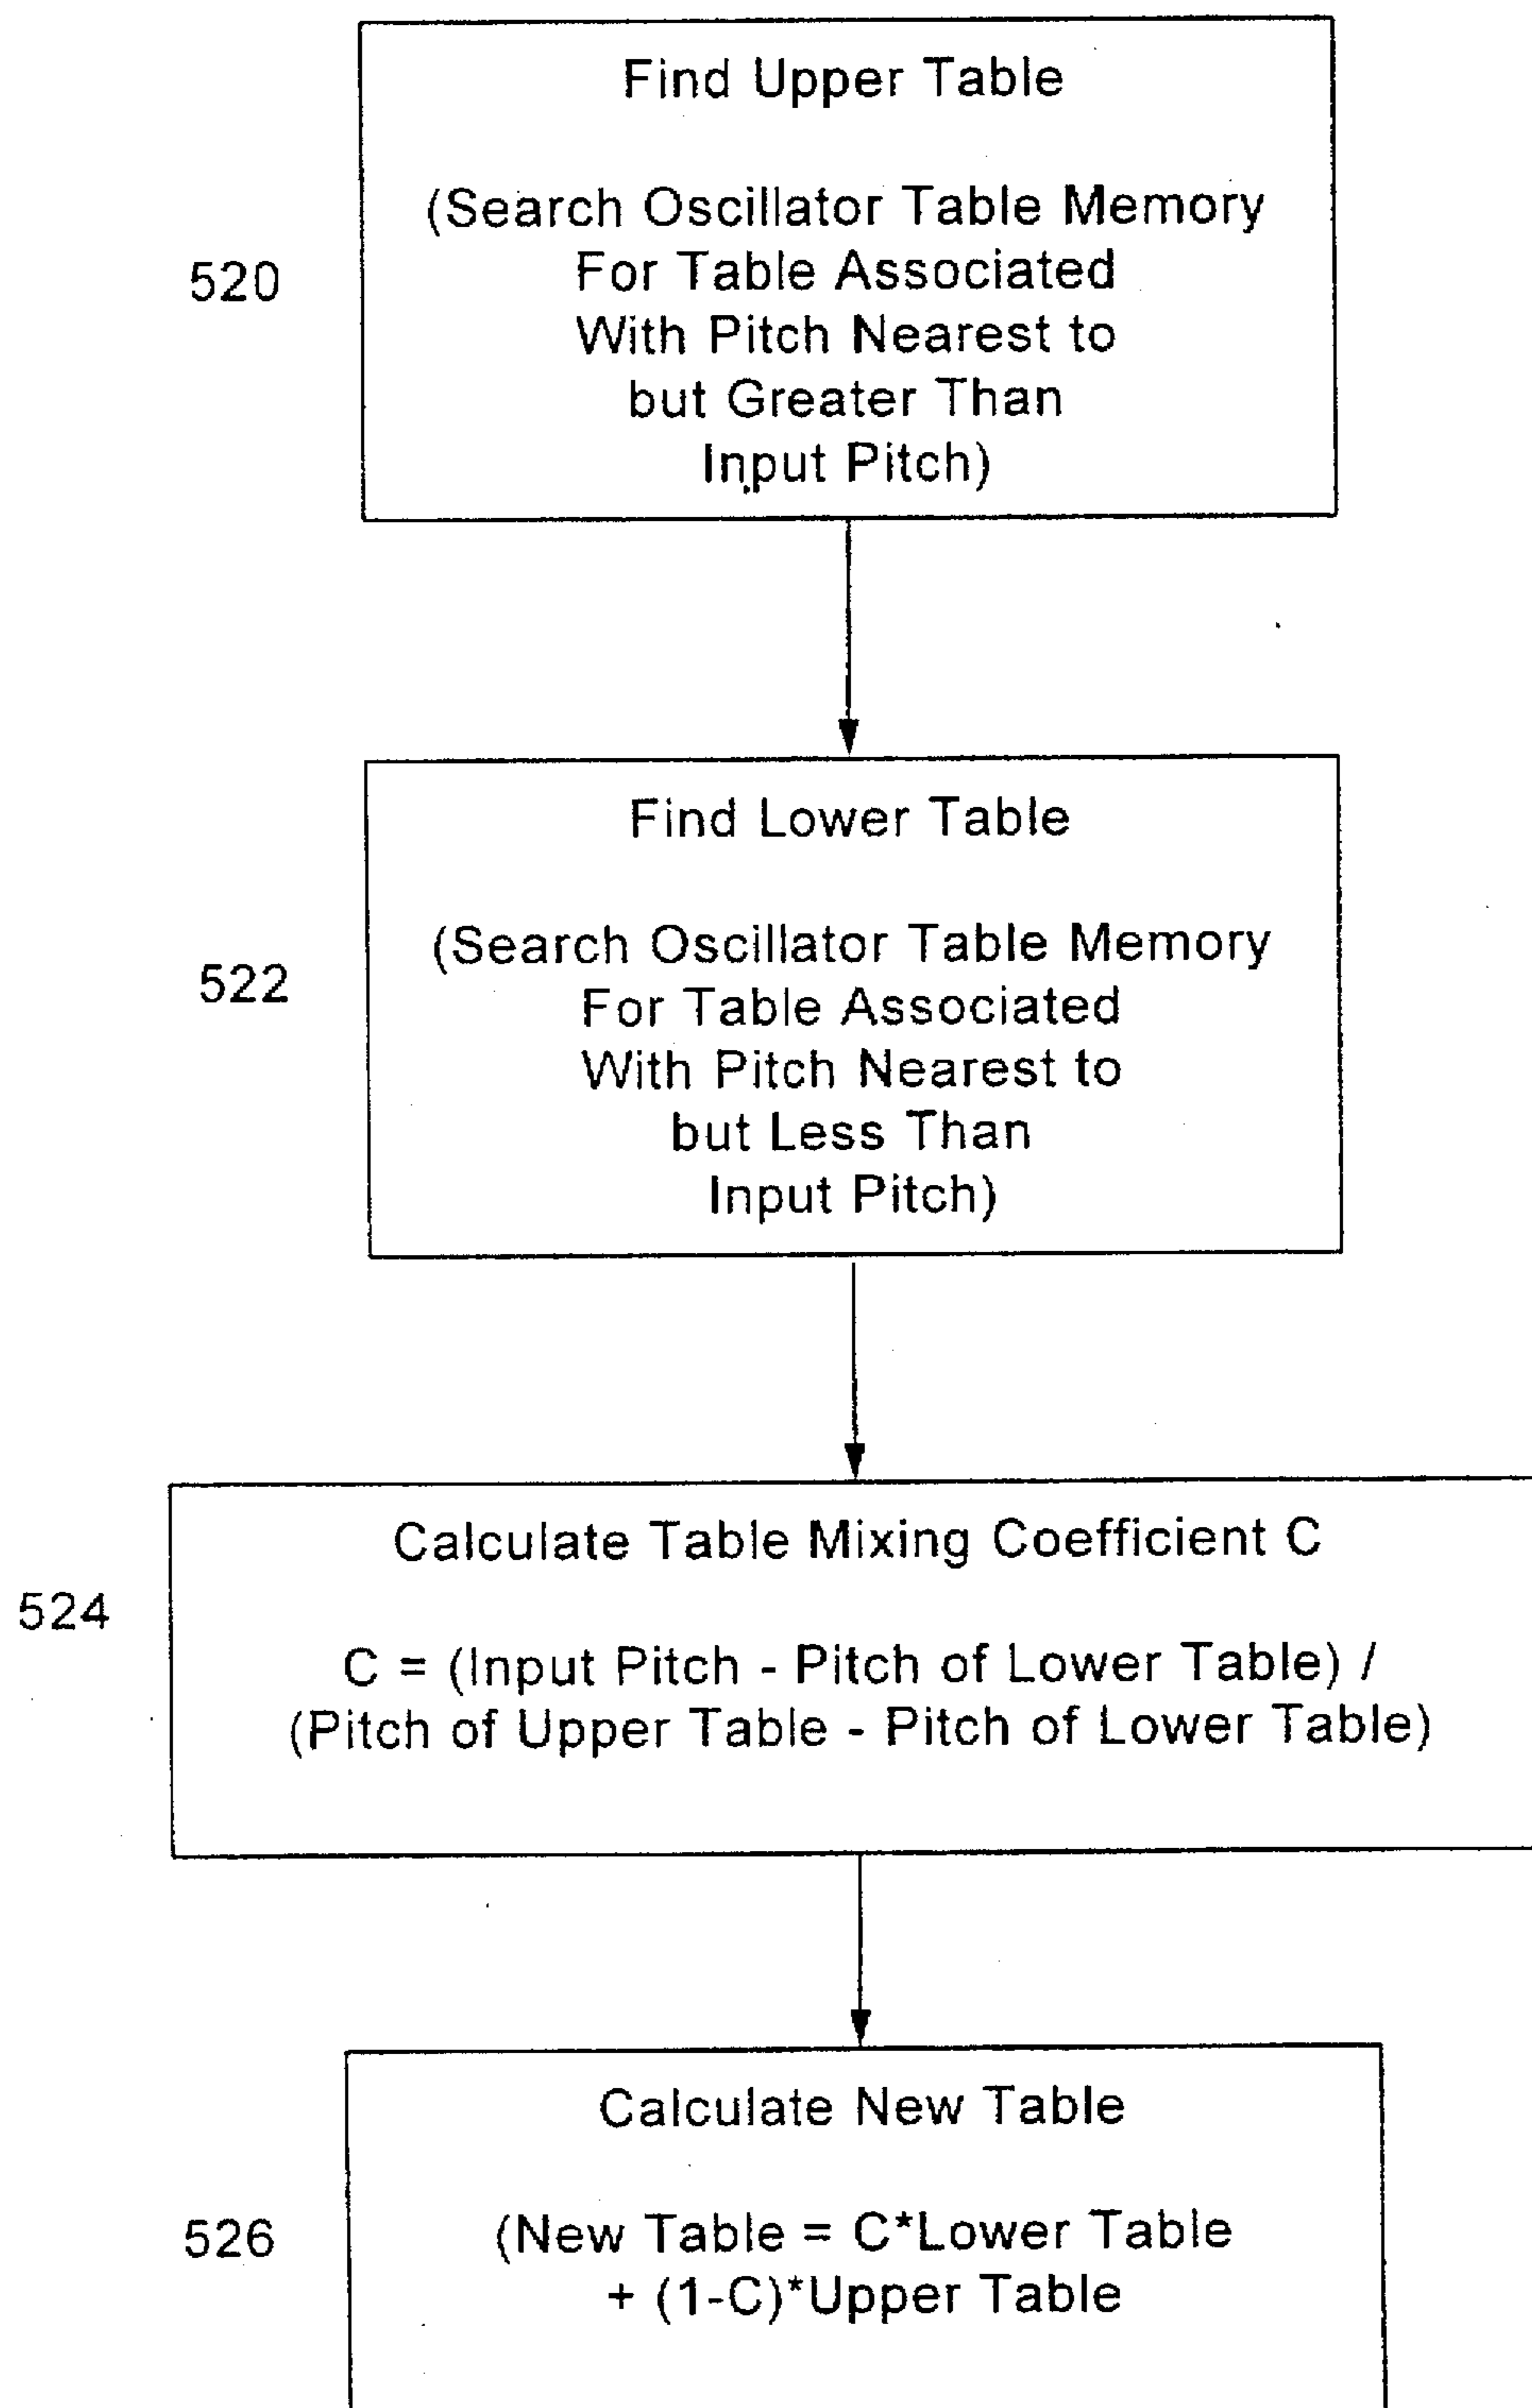 Find Upper Table
(Search Oscillator Table Memory
For Table Associated
With Pitch Nearest to
but Greater Than
Input Pitch)
520
Find Lower Table
(Search Oscillator Table Memory
For Table Associated
With Pitch Nearest to
but Less Than
Input Pitch)
522
Calculate Table Mixing Coefficient C
C = (Input Pitch - Pitch of Lower Table) /
(Pitch of Upper Table - Pitch of Lower Table)
524
Calculate New Table
(New Table = C*Lower Table
+ (1-C)*Upper Table
526